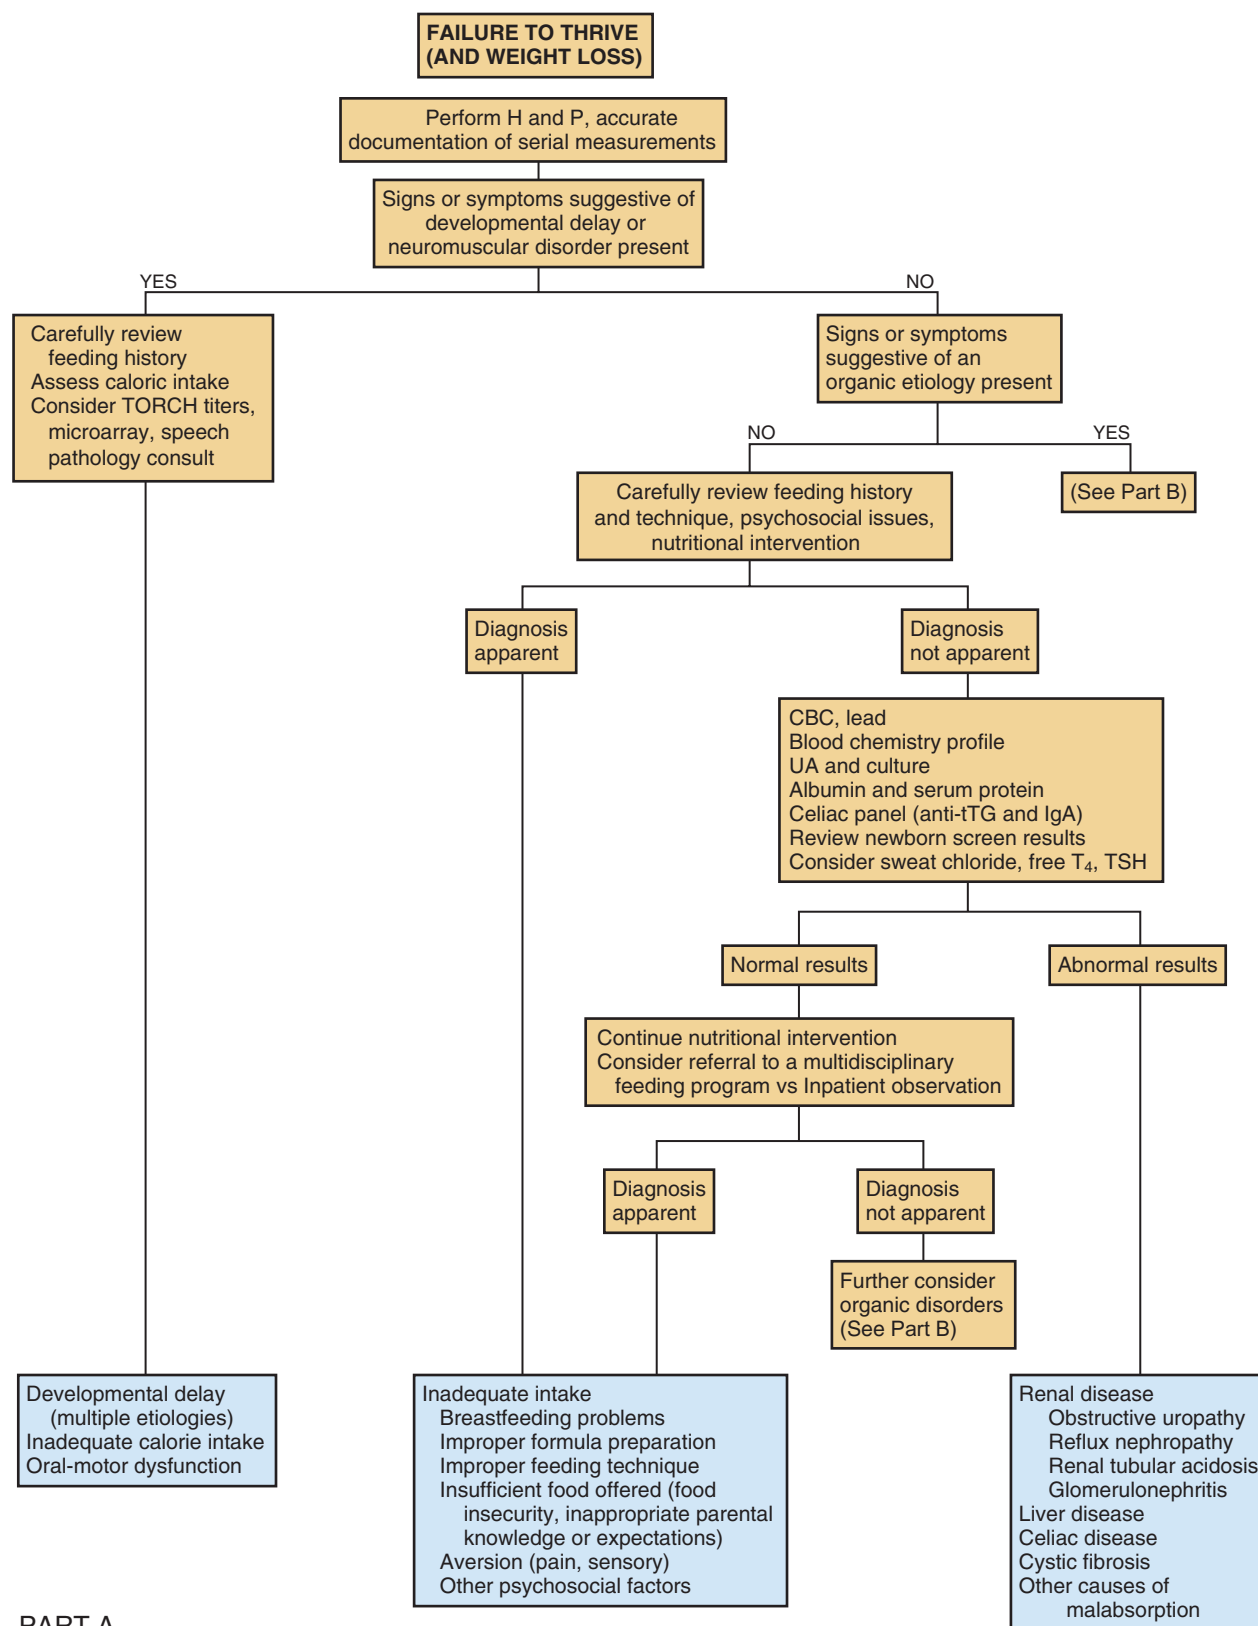 FAILURE TO THRIVE
(AND WEIGHT LOSS)
Perform H and P, accurate
documentation of serial measurements
Signs or symptoms suggestive of
developmental delay or
neuromuscular disorder present
YES
NO
Carefully review
feeding history
Assess caloric intake
Consider TORCH titers,
microarray, speech
pathology consult
Signs or symptoms
suggestive of an
organic etiology present
NO
YES
Carefully review feeding history
and technique, psychosocial issues,
nutritional intervention
(See Part B)
Diagnosis
apparent
Diagnosis
not apparent
CBC, lead
Blood chemistry profile
UA and culture
Albumin and serum protein
Celiac panel (anti-tTG and IgA)
Review newborn screen results
Consider sweat chloride, free T₄, TSH
Normal results
Abnormal results
Continue nutritional intervention
Consider referral to a multidisciplinary
feeding program vs Inpatient observation
Diagnosis
apparent
Diagnosis
not apparent
Further consider
organic disorders
(See Part B)
Developmental delay
(multiple etiologies)
Inadequate calorie intake
Oral-motor dysfunction
Inadequate intake
Breastfeeding problems
Improper formula preparation
Improper feeding technique
Insufficient food offered (food
insecurity, inappropriate parental
knowledge or expectations)
Aversion (pain, sensory)
Other psychosocial factors
Renal disease
Obstructive uropathy
Reflux nephropathy
Renal tubular acidosis
Glomerulonephritis
Liver disease
Celiac disease
Cystic fibrosis
Other causes of
malabsorption
PART A